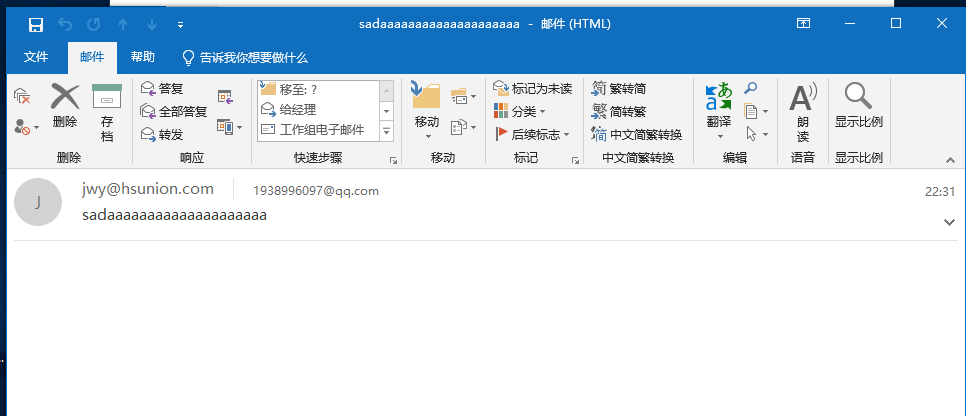 sadaaaaaaaaaaaaaaaaaaaa - 邮件 (HTML)
文件 邮件 帮助 告诉我你想要做什么
删除
存档
删除
答复
全部答复
转发
响应
移至: ?
给经理
工作组电子邮件
快速步骤
移动
移动
标记为未读
分类
后续标志
标记
繁转简
简转繁
中文简繁转换
中文简繁转换
翻译
编辑
朗读
语音
显示比例
显示比例
J
jwy@hsunion.com 1938996097@qq.com 22:31
sadaaaaaaaaaaaaaaaaaaaa